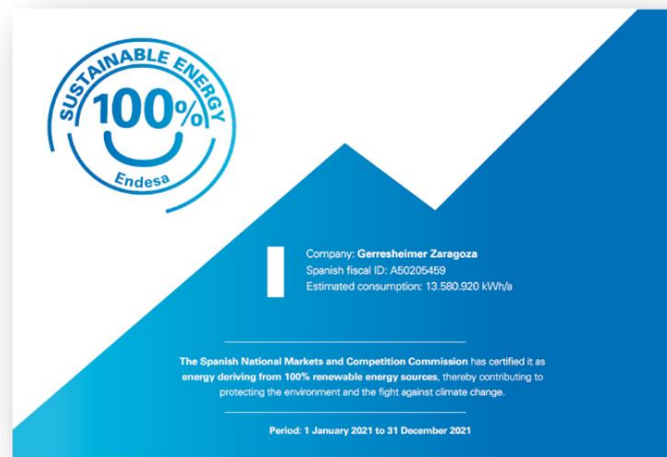 SUSTAINABLE ENERGY
100%
Endesa
Company: Gerresheimer Zaragoza
Spanish fiscal ID: A50205459
Estimated consumption: 13.580.920 kWh/a
The Spanish National Markets and Competition Commission has certified it as
energy deriving from 100% renewable energy sources, thereby contributing to
protecting the environment and the fight against climate change.
Period: 1 January 2021 to 31 December 2021